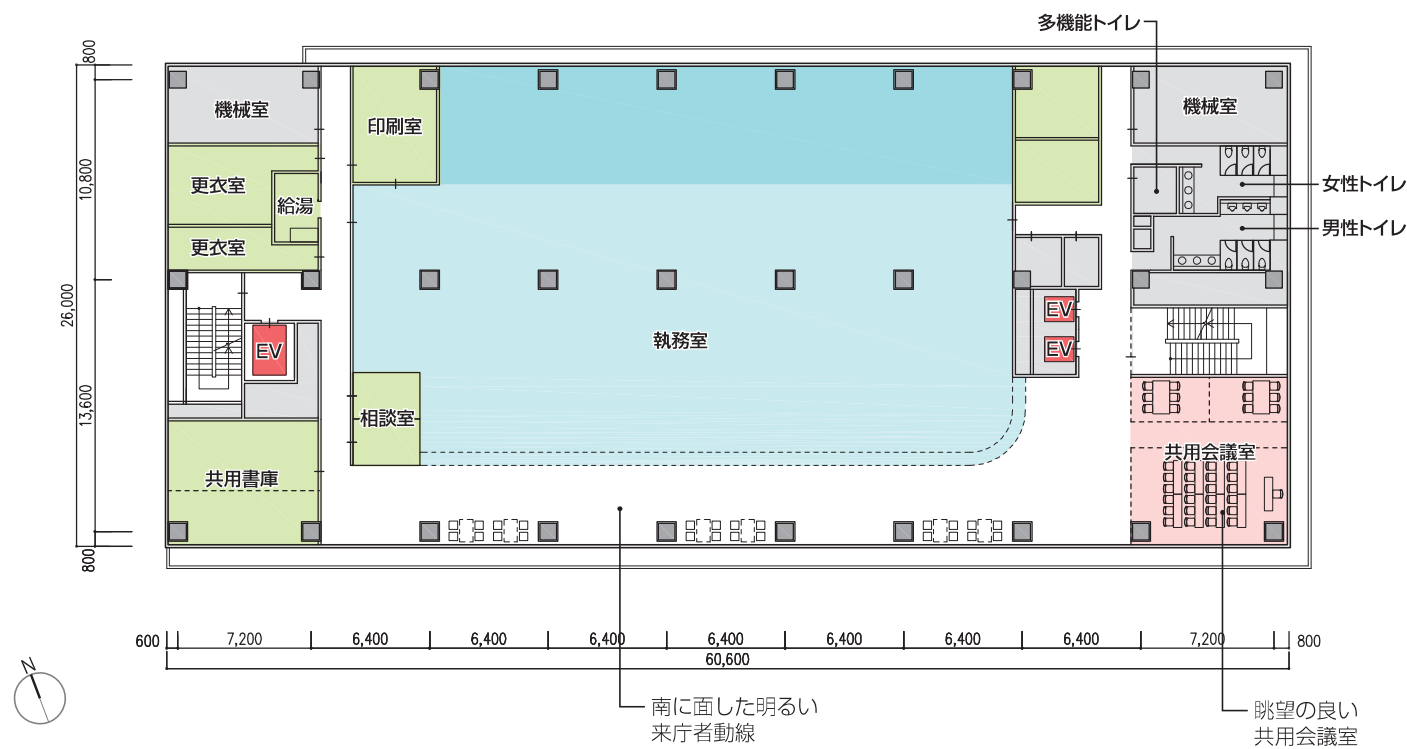 多機能トイレ
800
機械室
印刷室
機械室
10,800
更衣室
給湯
女性トイレ
更衣室
男性トイレ
26,000
EV
EV
EV
執務室
13,600
相談室
共用書庫
共用会議室
800
600
7,200
6,400
6,400
6,400
6,400
6,400
6,400
6,400
7,200
800
60,600
N
南に面した明るい
来庁者動線
眺望の良い
共用会議室